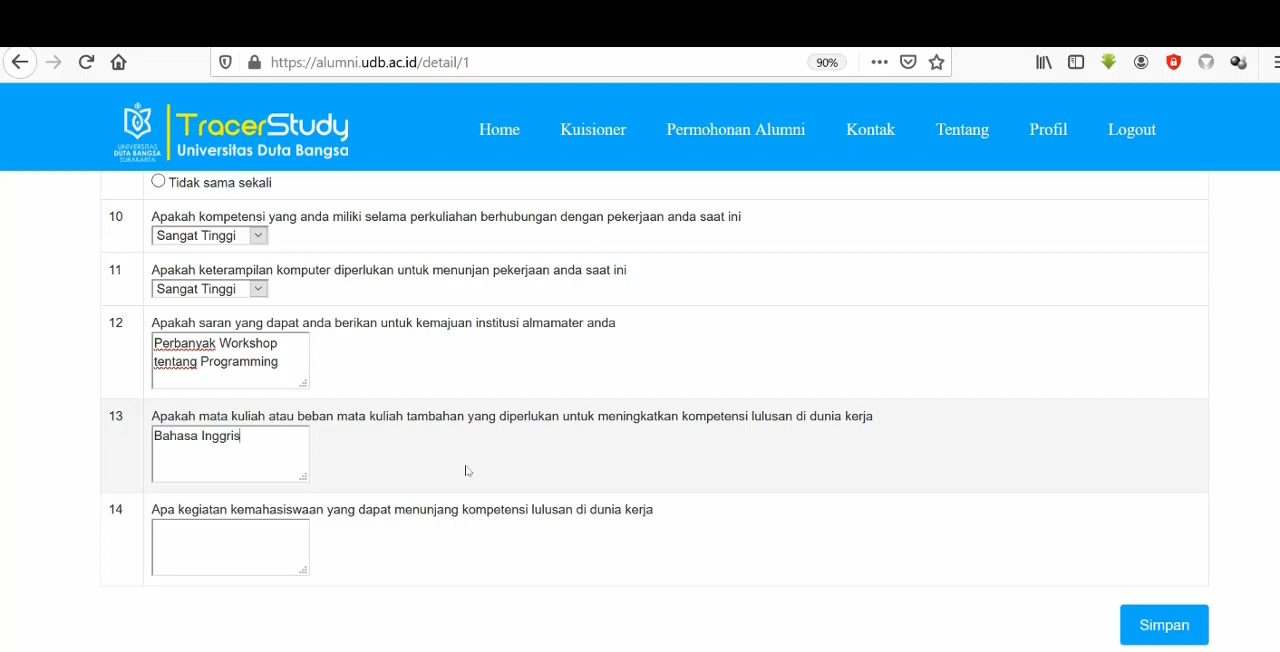 https://alumni.udb.ac.id/detail/1
90%
UNIVERSITAS
DUTA BANGSA
SURAKARTA
TracerStudy
Universitas Duta Bangsa
Home
Kuisioner
Permohonan Alumni
Kontak
Tentang
Profil
Logout
Tidak sama sekali
10
Apakah kompetensi yang anda miliki selama perkuliahan berhubungan dengan pekerjaan anda saat ini
Sangat Tinggi
11
Apakah keterampilan komputer diperlukan untuk menunjan pekerjaan anda saat ini
Sangat Tinggi
12
Apakah saran yang dapat anda berikan untuk kemajuan institusi almamater anda
Perbanyak Workshop
tentang Programming
13
Apakah mata kuliah atau beban mata kuliah tambahan yang diperlukan untuk meningkatkan kompetensi lulusan di dunia kerja
Bahasa Inggris
14
Apa kegiatan kemahasiswaan yang dapat menunjang kompetensi lulusan di dunia kerja
Simpan